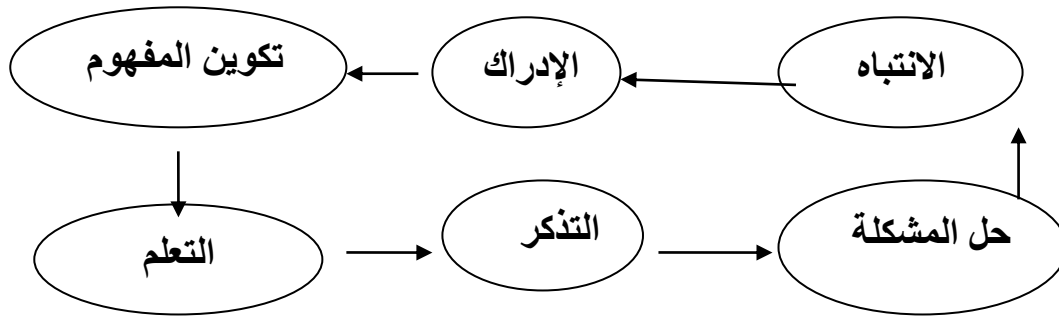 الانتباه
الإدراك
تكوين المفهوم
التعلم
التذكر
حل المشكلة